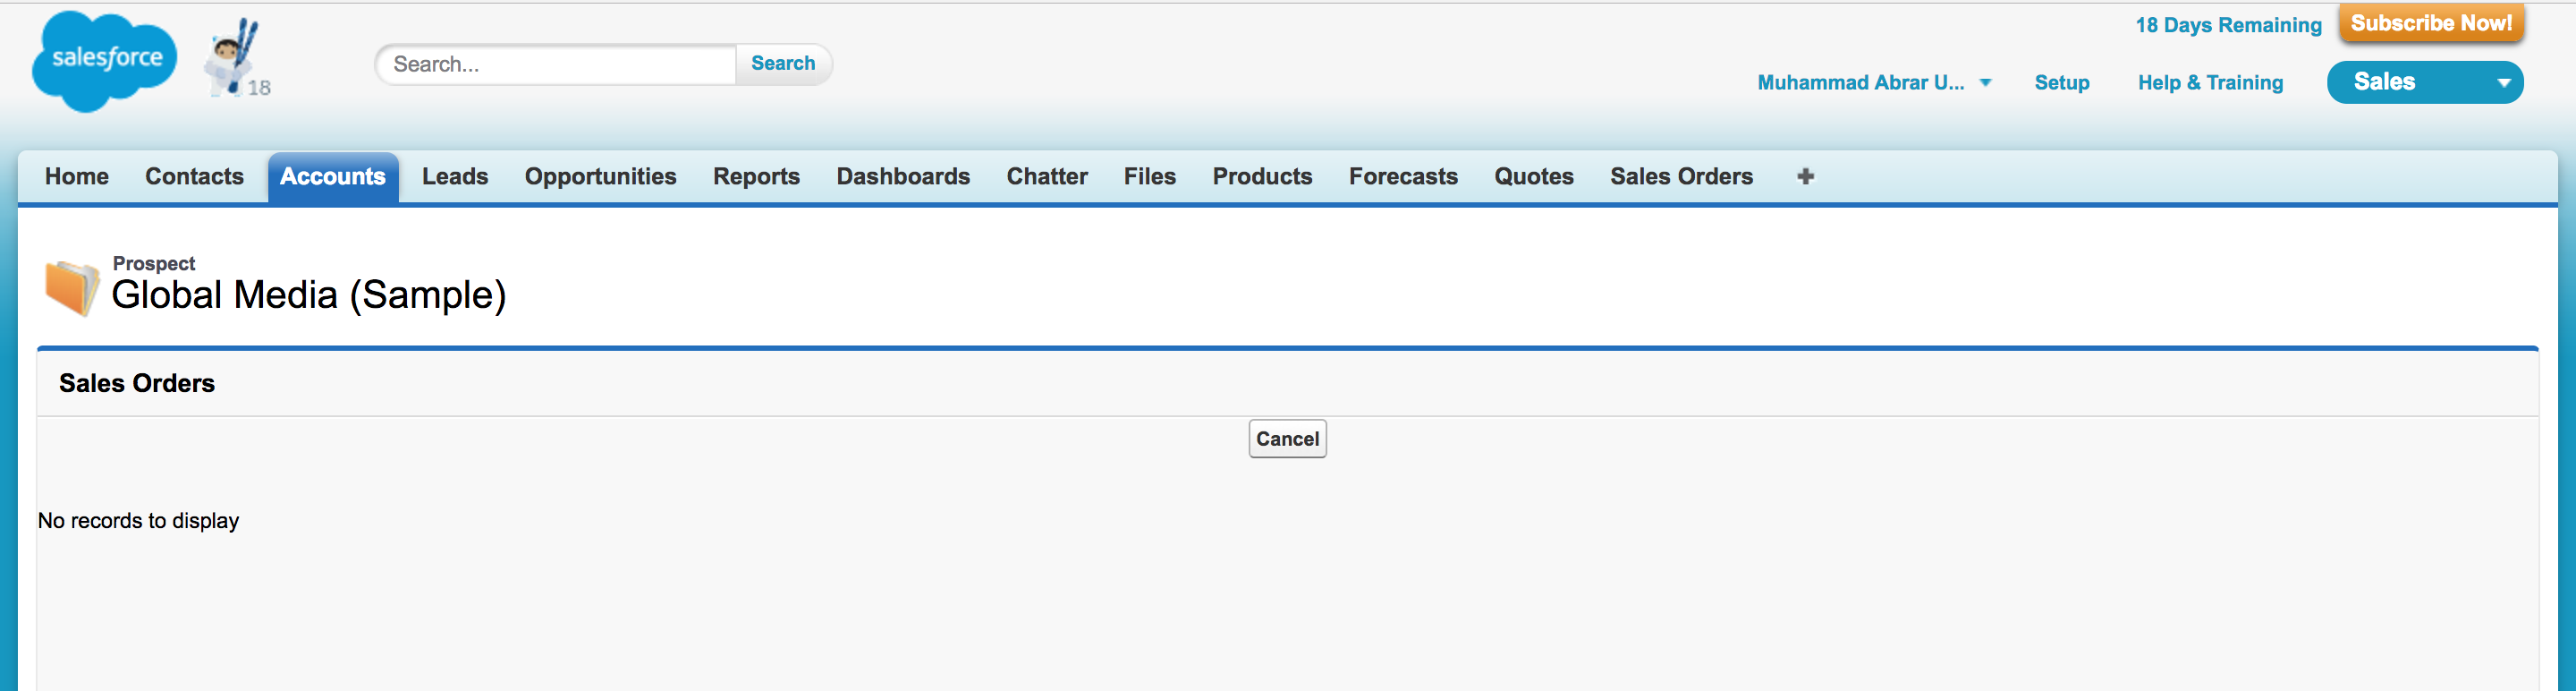 salesforce
18
Search...
Search
18 Days Remaining
Subscribe Now!
Muhammad Abrar U...
Setup
Help & Training
Sales
Home Contacts Accounts Leads Opportunities Reports Dashboards Chatter Files Products Forecasts Quotes Sales Orders +
Prospect
Global Media (Sample)
Sales Orders
Cancel
No records to display